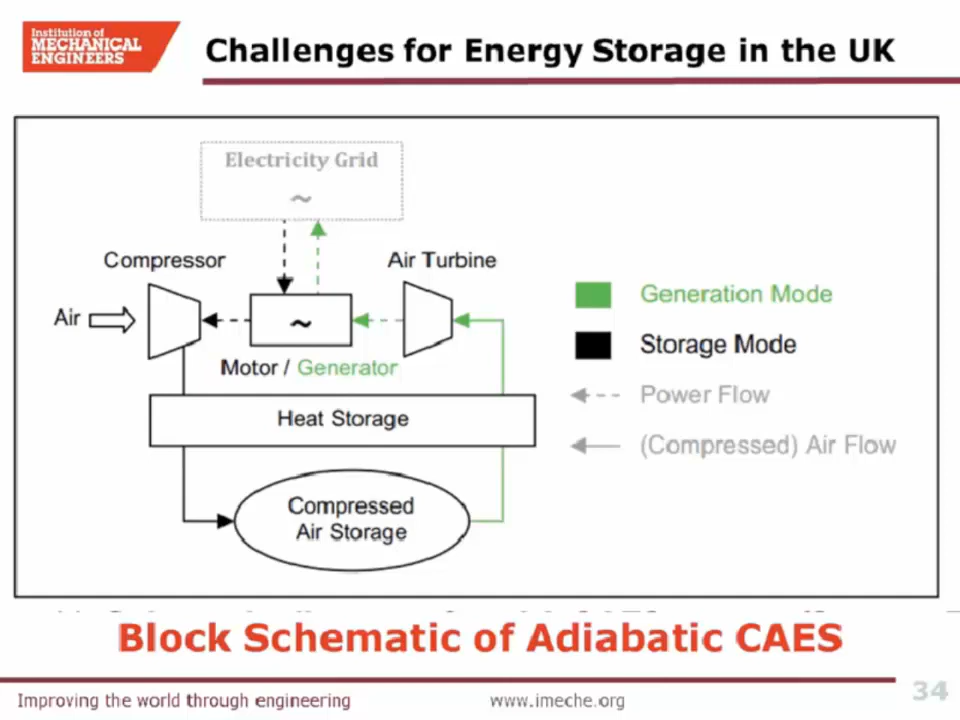 Institution of
MECHANICAL
ENGINEERS
Challenges for Energy Storage in the UK
Electricity Grid
~
Compressor
Air Turbine
Air
~
Motor / Generator
Heat Storage
Compressed
Air Storage
Generation Mode
Storage Mode
Power Flow
(Compressed) Air Flow
Block Schematic of Adiabatic CAES
Improving the world through engineering
www.imeche.org
34